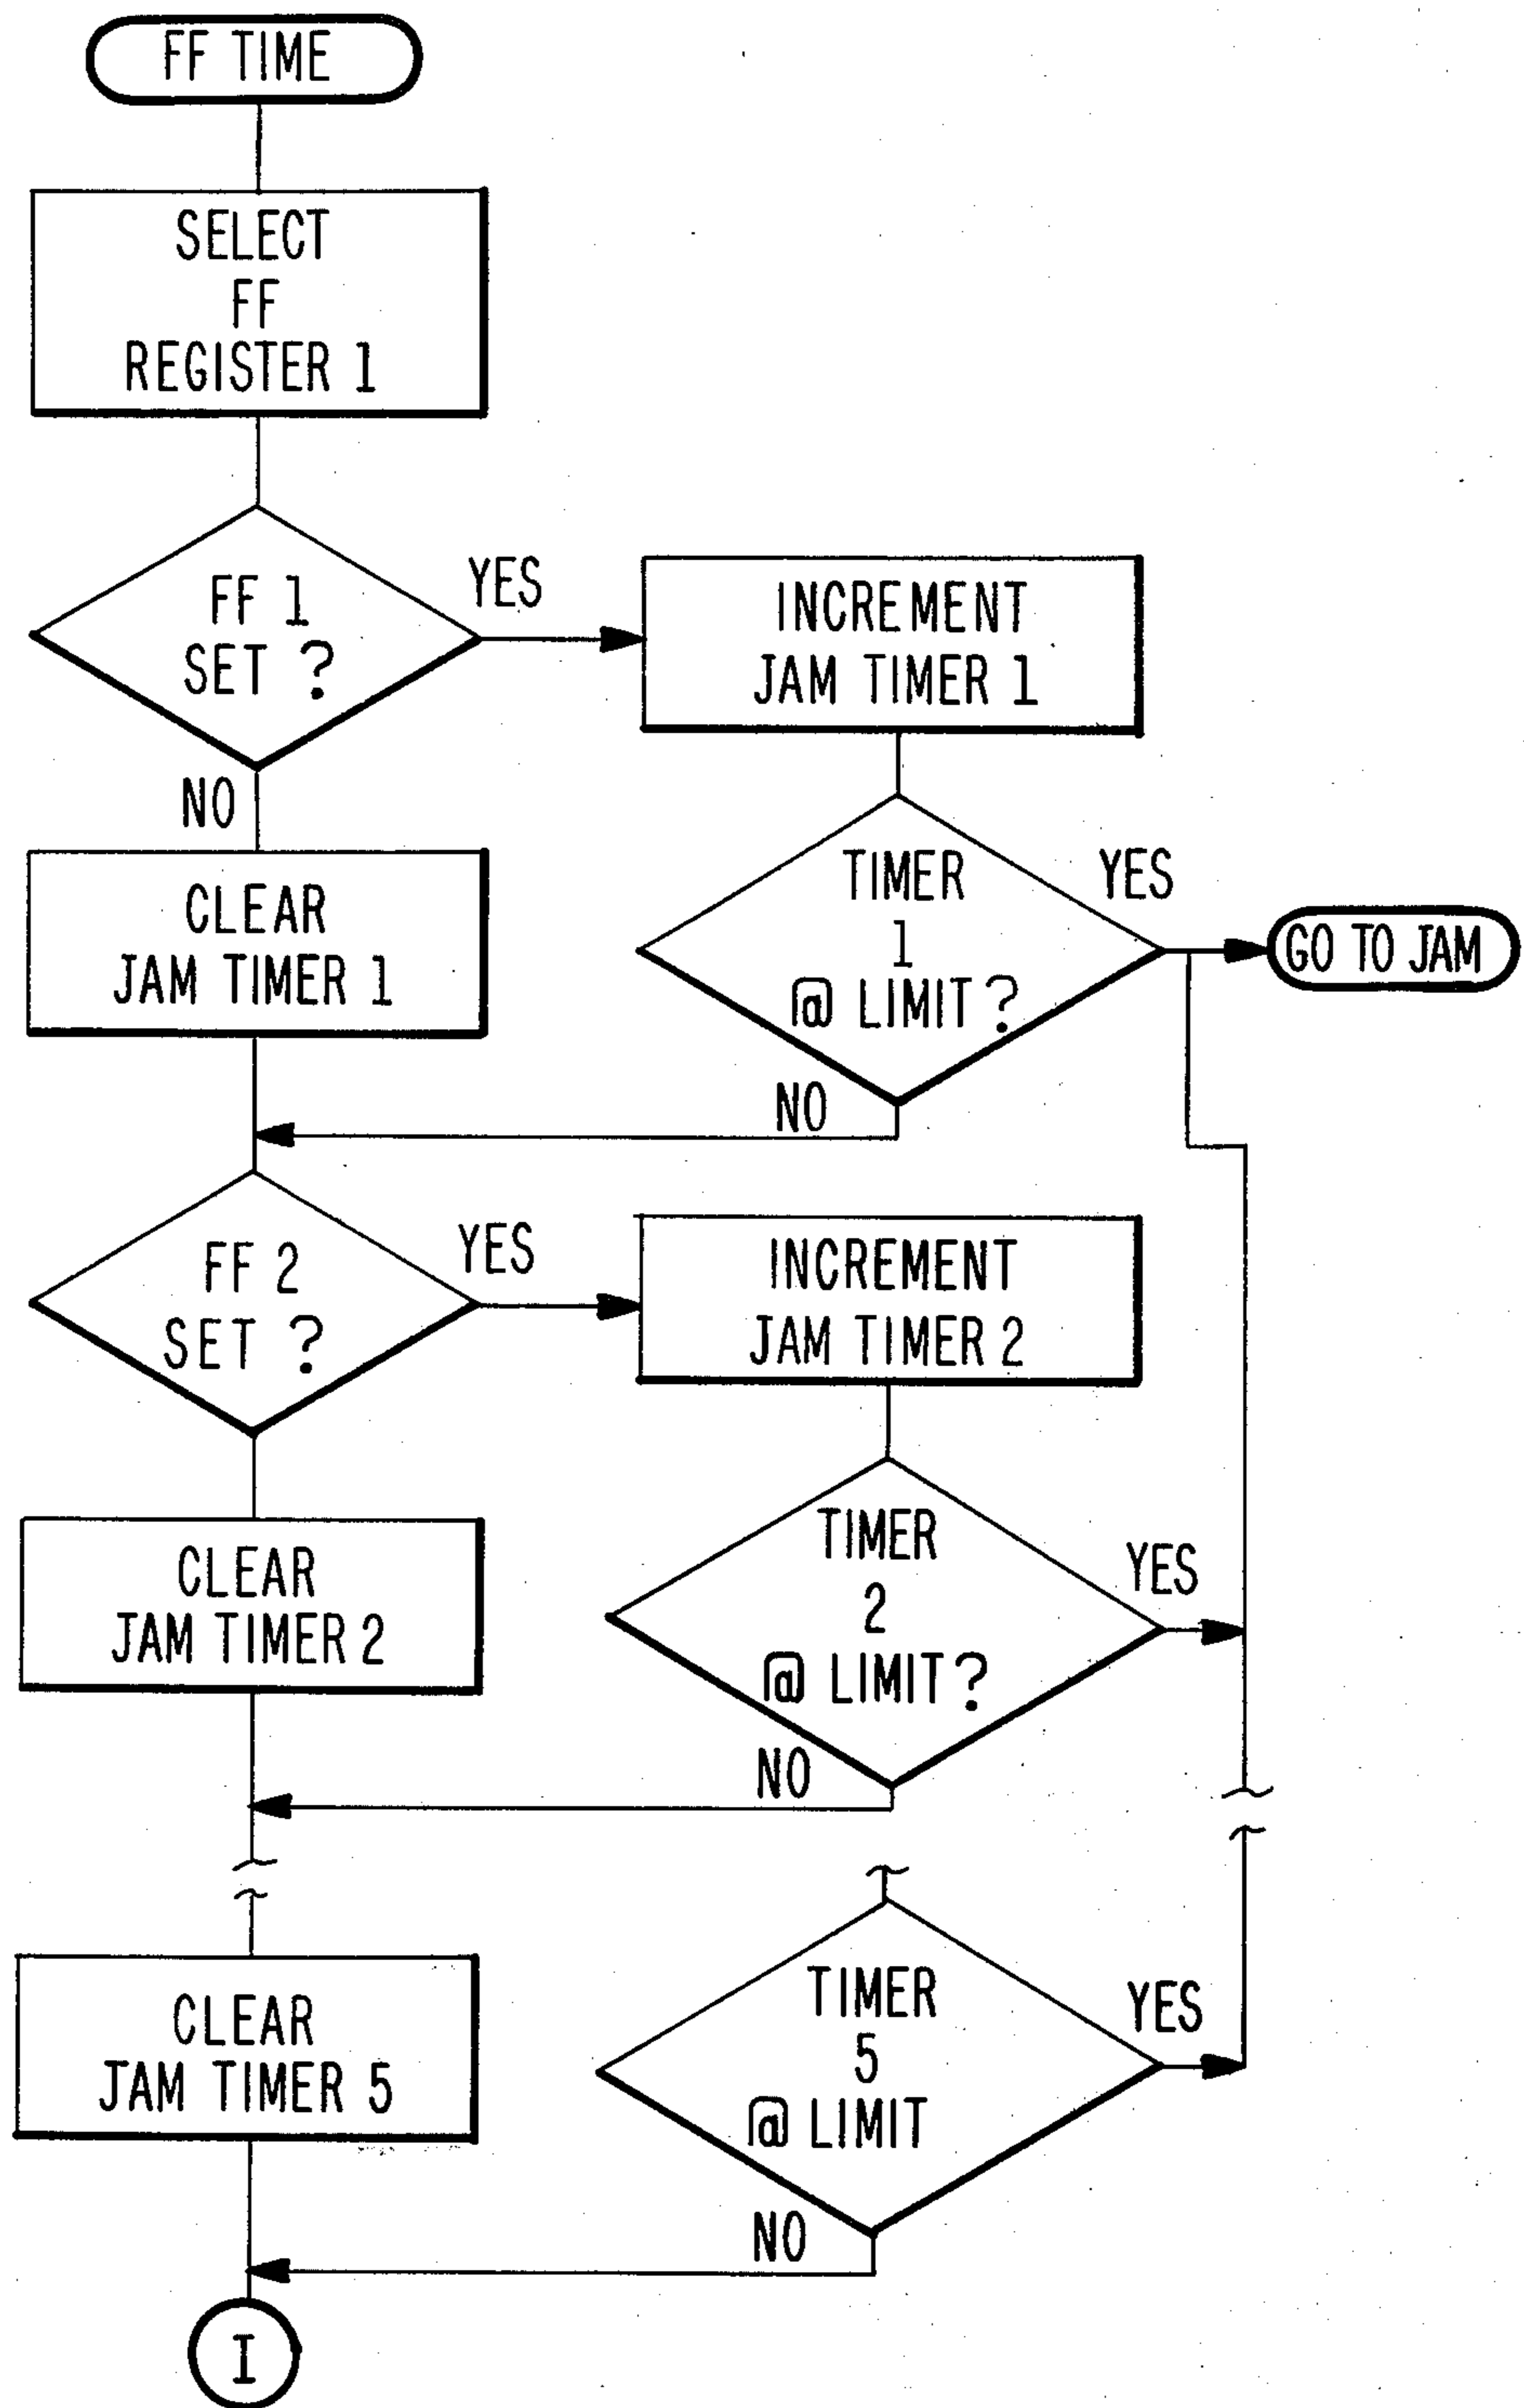 FF TIME
SELECT
FF
REGISTER 1
FF 1
SET ?
YES
INCREMENT
JAM TIMER 1
NO
CLEAR
JAM TIMER 1
TIMER
1
@ LIMIT ?
YES
GO TO JAM
NO
FF 2
SET ?
YES
INCREMENT
JAM TIMER 2
CLEAR
JAM TIMER 2
TIMER
2
@ LIMIT ?
YES
NO
CLEAR
JAM TIMER 5
TIMER
5
@ LIMIT
YES
NO
I